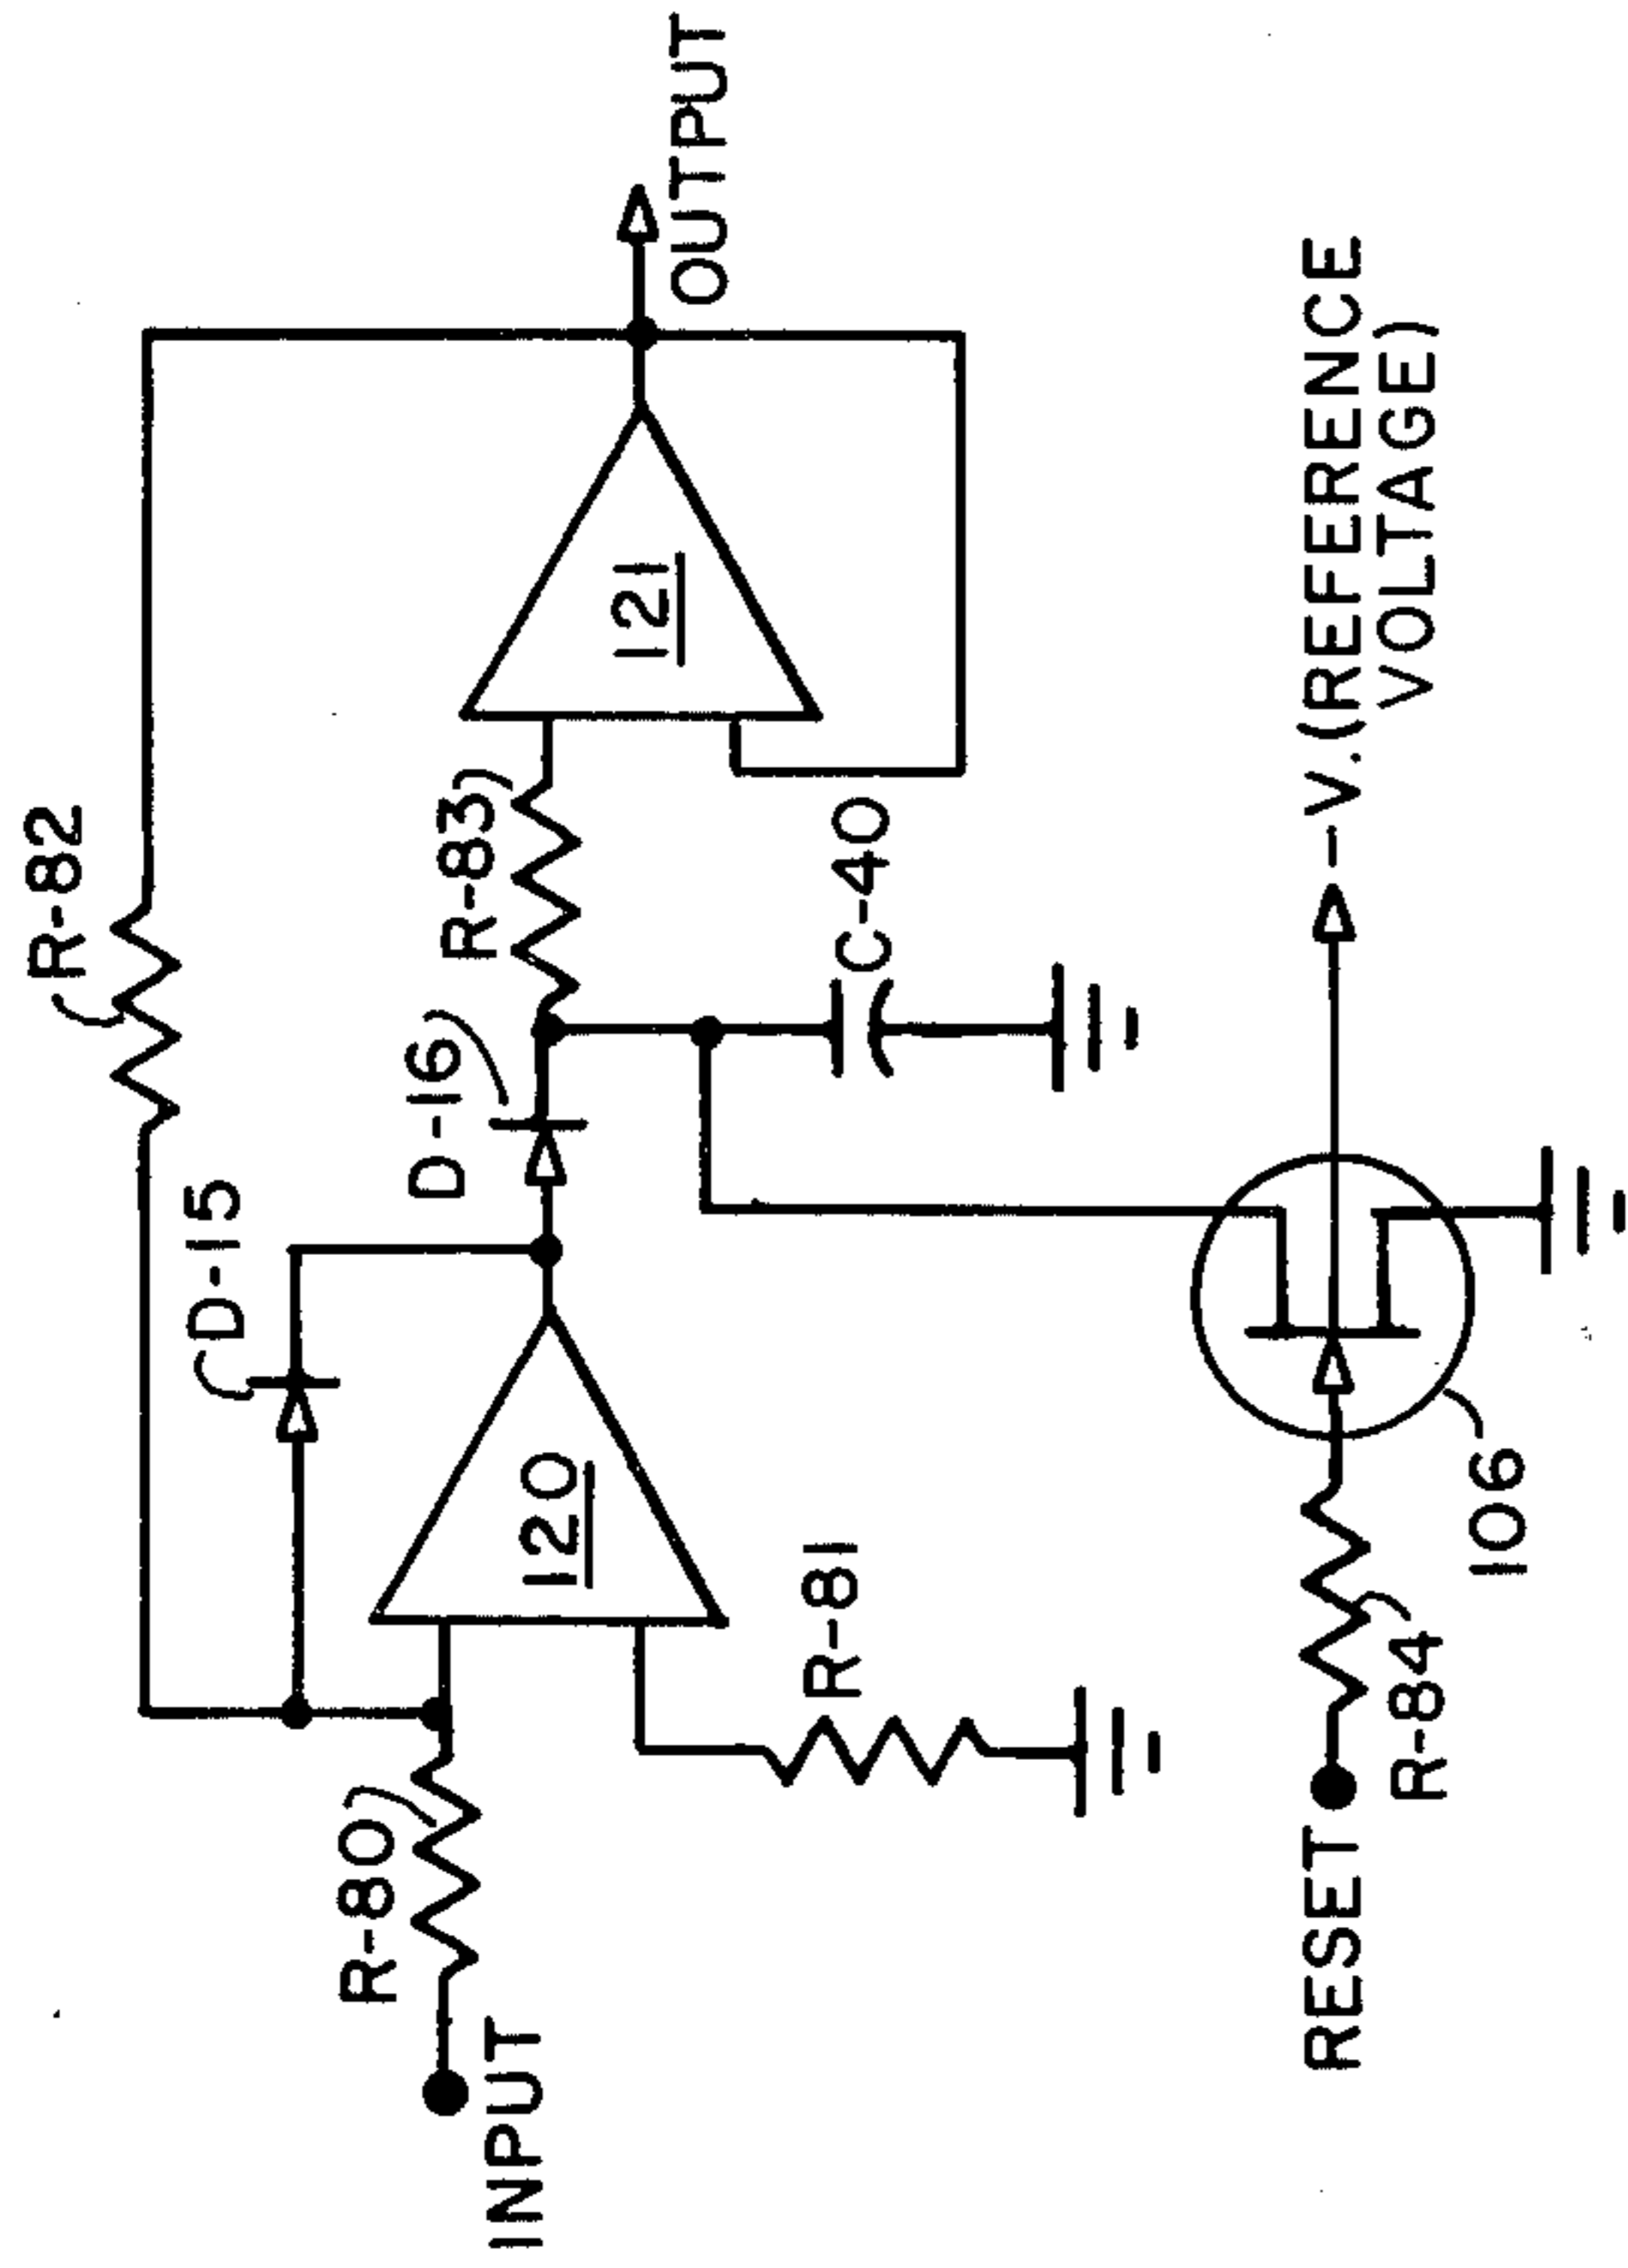 R-82
D-15
D-16
R-83
R-80
120
121
INPUT
OUTPUT
R-81
C-40
RESET
R-84
106
-V.(REFERENCE
VOLTAGE)